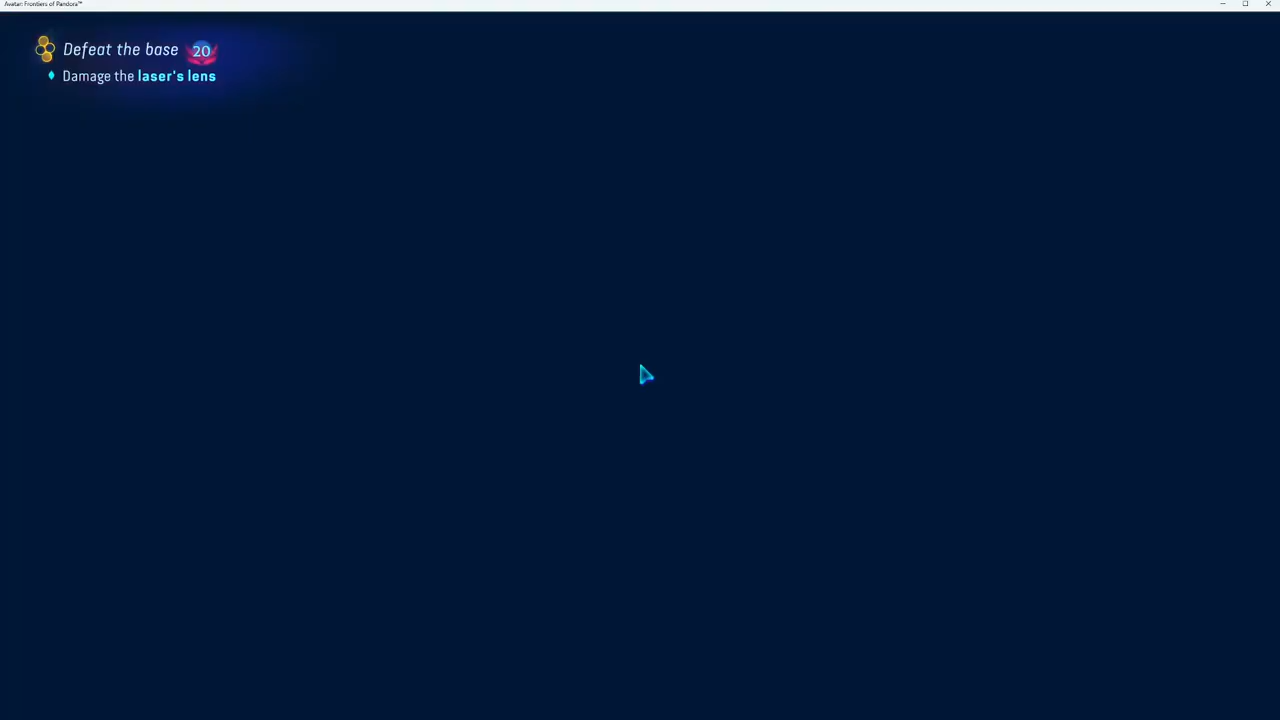 Avatar: Frontiers of Pandora™
Defeat the base 20
Damage the laser's lens